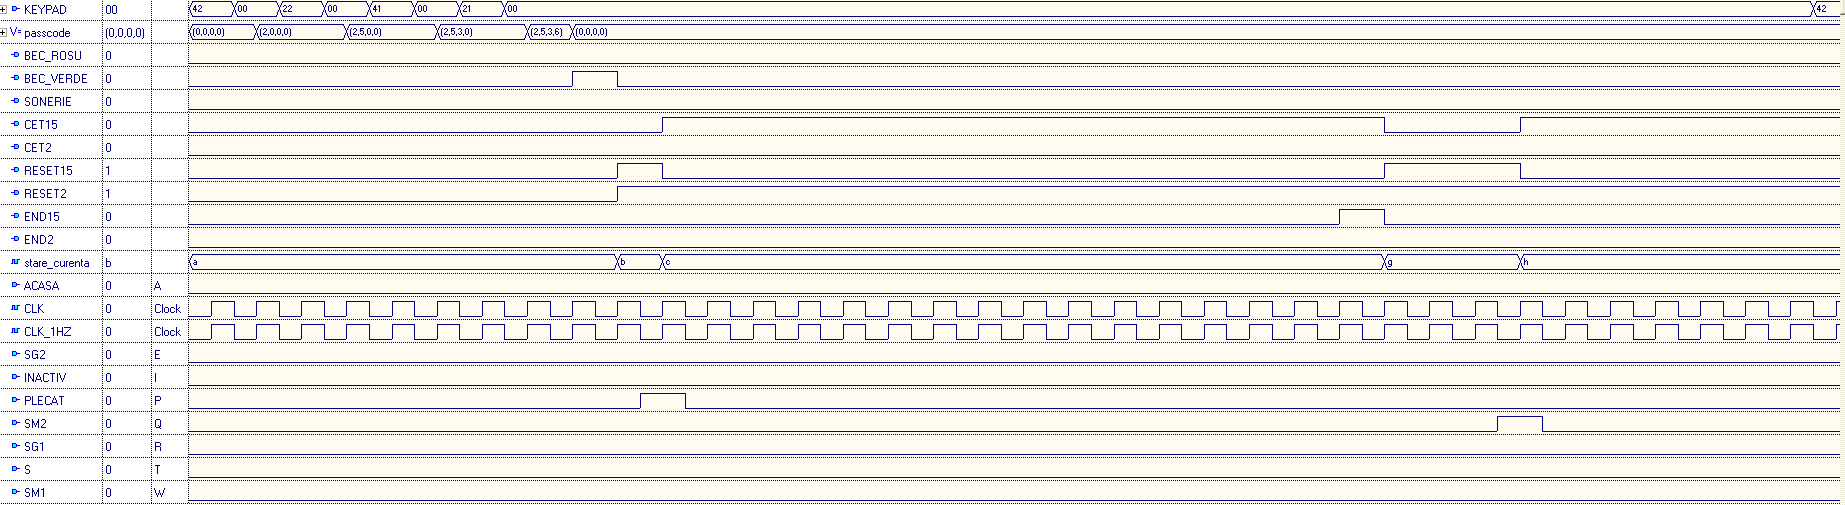 KEYPAD 00 42 00 22 00 41 00 21 00 42
passcode (0,0,0,0) (0,0,0,0) (2,0,0,0) (2,5,0,0) (2,5,3,0) (2,5,3,6) (0,0,0,0)
BEC_ROSU 0
BEC_VERDE 0
SONERIE 0
CET15 0
CET2 0
RESET15 1
RESET2 1
END15 0
END2 0
stare_curenta b a b c g h
ACASA 0 A
CLK 0 Clock
CLK_1HZ 0 Clock
SG2 0 E
INACTIV 0 I
PLECAT 0 P
SM2 0 Q
SG1 0 R
S 0 T
SM1 0 W